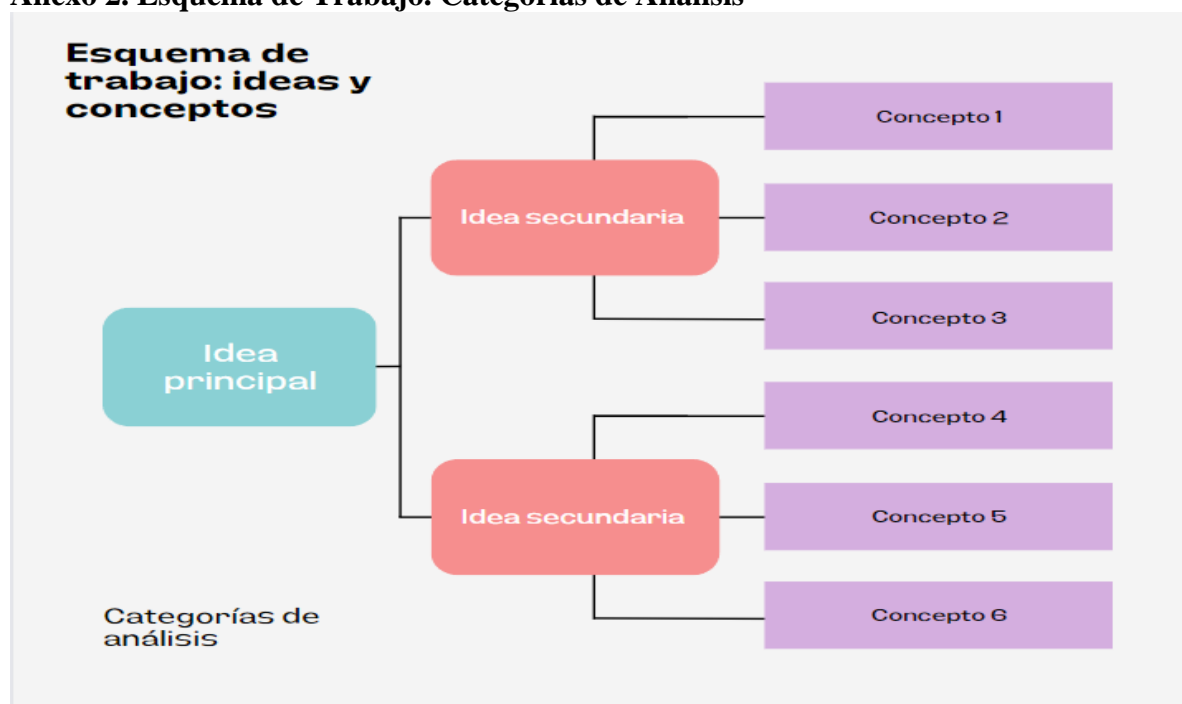 Anexo 2. Esquema de Trabajo. Categorías de Análisis
Esquema de
trabajo: ideas y
conceptos
Concepto 1
Idea secundaria
Concepto 2
Concepto 3
Idea
principal
Concepto 4
Idea secundaria
Concepto 5
Concepto 6
Categorías de
análisis